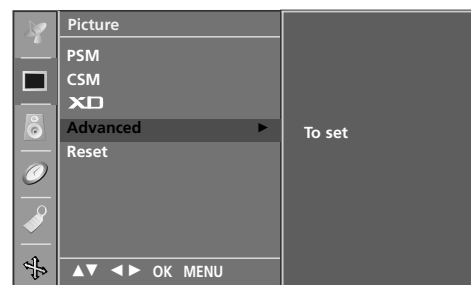 Picture
PSM
CSM
XD
Advanced ► To set
Reset
▲▼ ◄► OK MENU